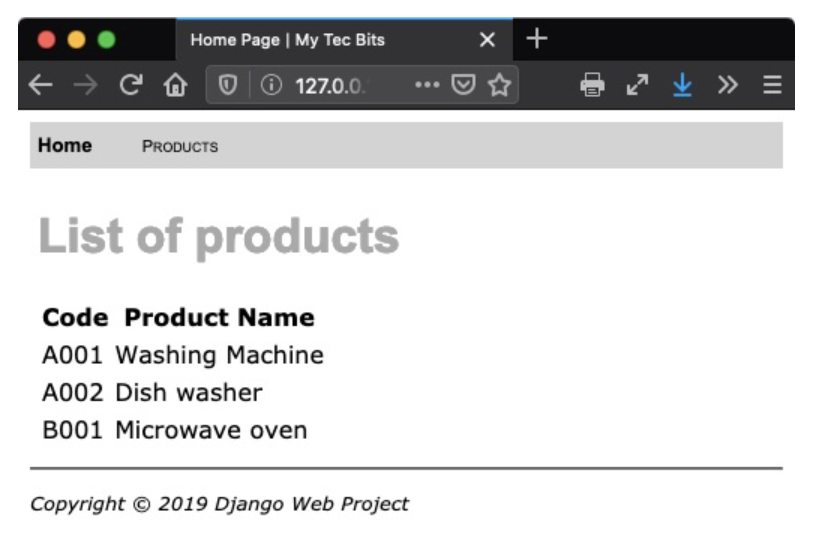 Home Page | My Tec Bits
127.0.0.
Home Products
List of products
Code Product Name
A001 Washing Machine
A002 Dish washer
B001 Microwave oven
Copyright © 2019 Django Web Project